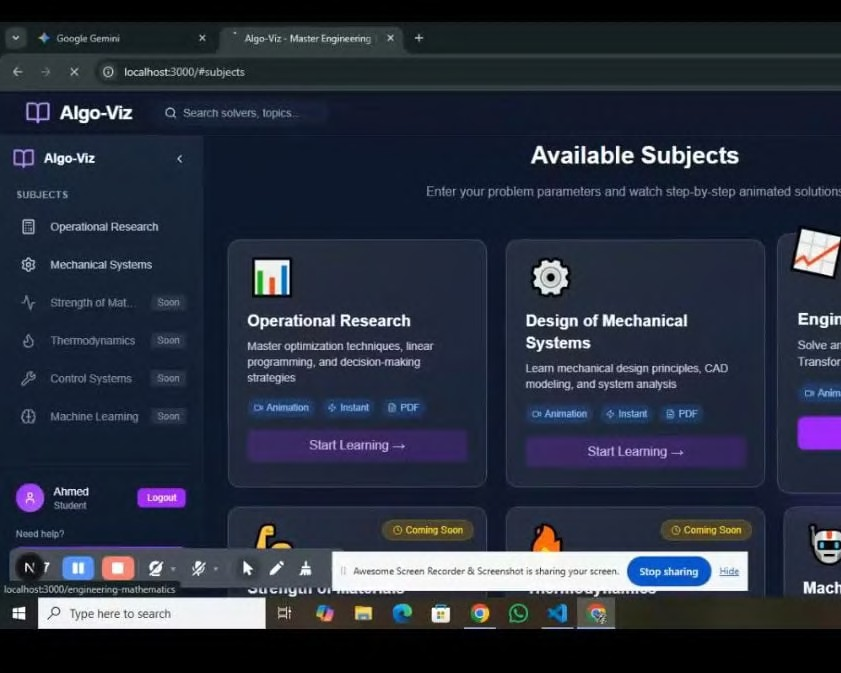 Google Gemini
Algo-Viz - Master Engineering
localhost:3000/#subjects
Algo-Viz
Search solvers, topics...
Algo-Viz
SUBJECTS
Operational Research
Mechanical Systems
Strength of Mat... Soon
Thermodynamics Soon
Control Systems Soon
Machine Learning Soon
Ahmed
Student
Logout
Need help?
Available Subjects
Enter your problem parameters and watch step-by-step animated solutions
Operational Research
Master optimization techniques, linear
programming, and decision-making
strategies
Animation Instant PDF
Start Learning →
Design of Mechanical
Systems
Learn mechanical design principles, CAD
modeling, and system analysis
Animation Instant PDF
Start Learning →
Engin
Solve an
Transfor
Anim
Coming Soon
Coming Soon
Strength of Materials
Thermodynamics
Mach
N 7
Awesome Screen Recorder & Screenshot is sharing your screen.
Stop sharing
Hide
localhost:3000/engineering-mathematics
Type here to search